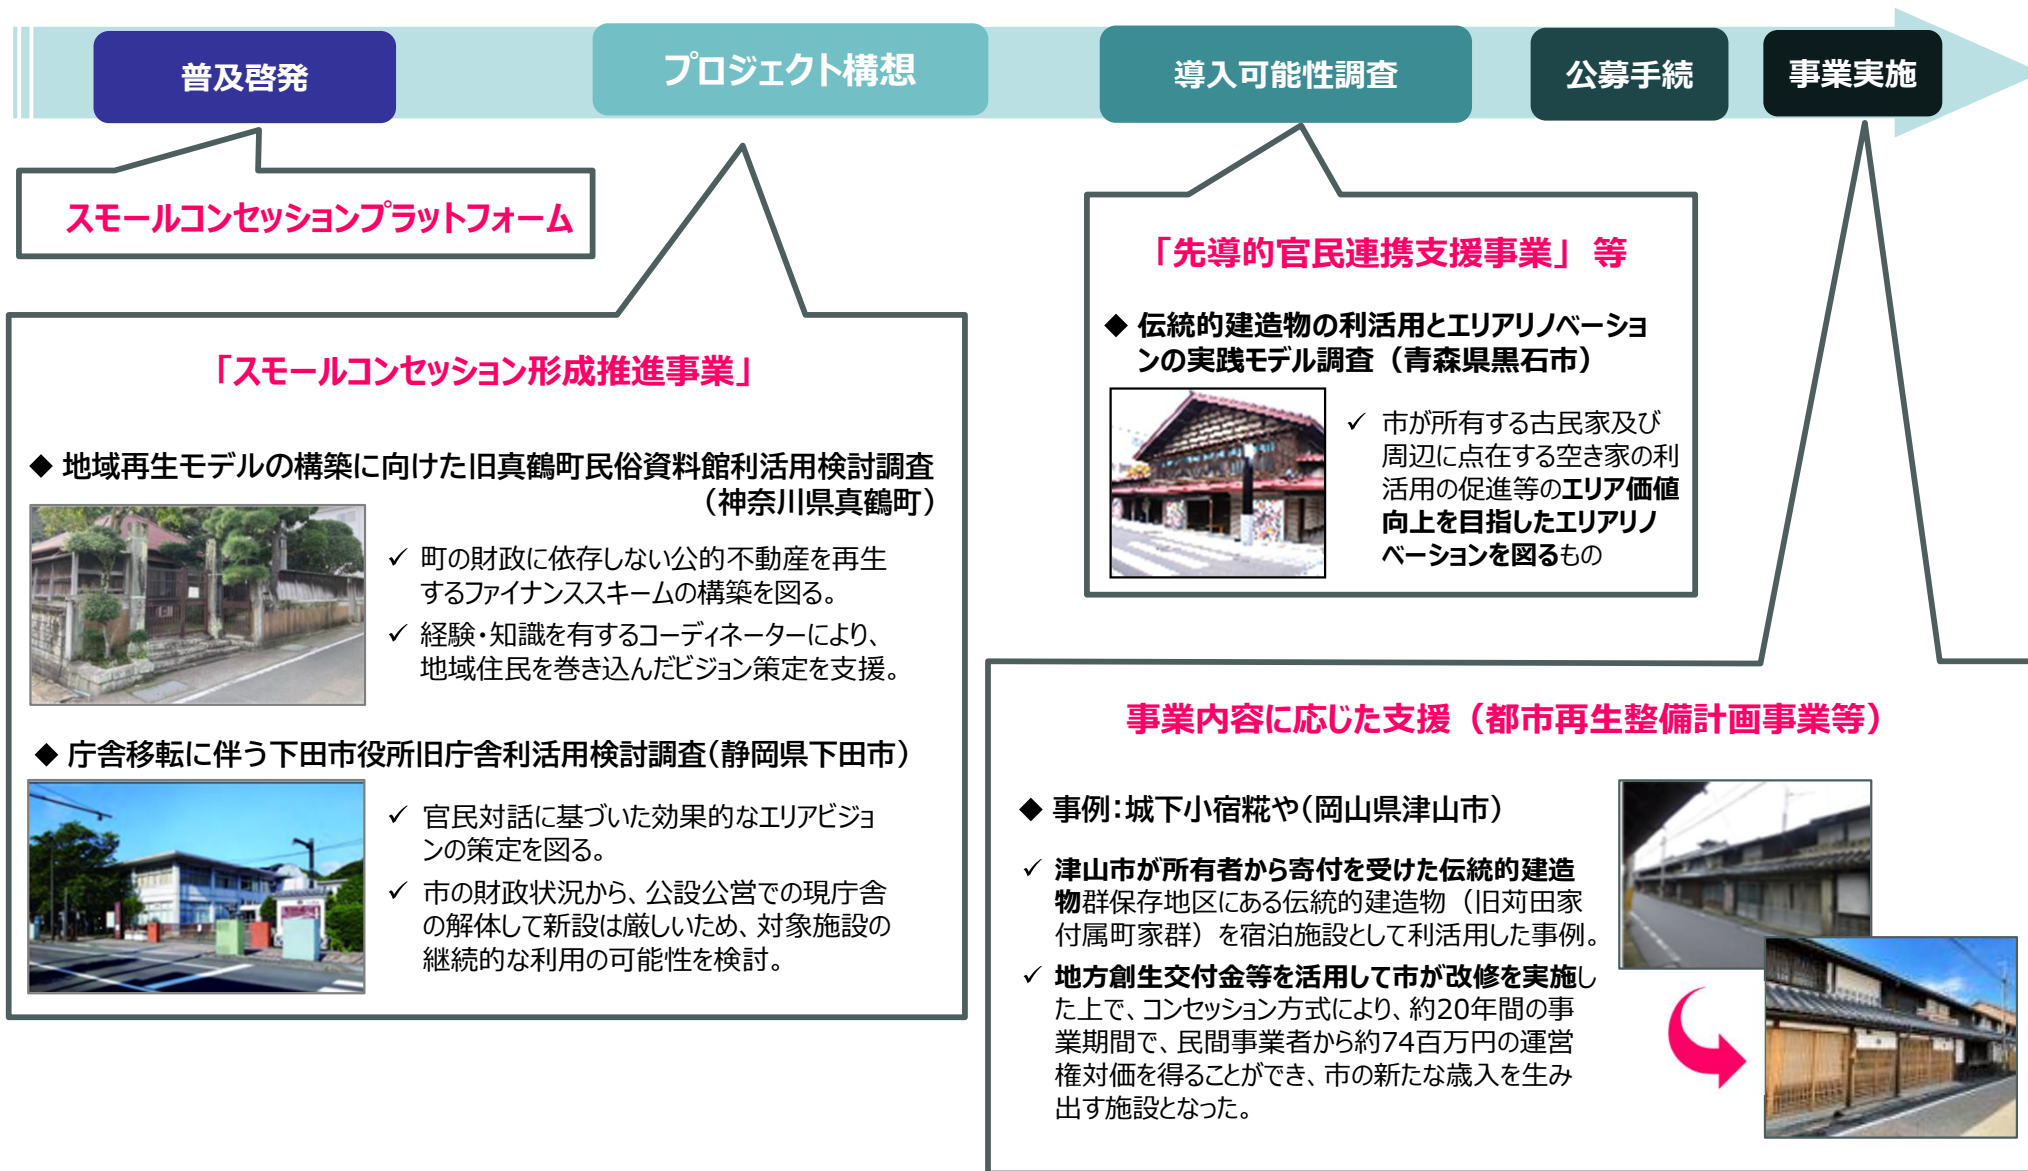 普及啓発
プロジェクト構想
導入可能性調査
公募手続
事業実施
スモールコンセッションプラットフォーム
「スモールコンセッション形成推進事業」
◆ 地域再生モデルの構築に向けた旧真鶴町民俗資料館利活用検討調査
（神奈川県真鶴町）
✓ 町の財政に依存しない公的不動産を再生
するファイナンススキームの構築を図る。
✓ 経験・知識を有するコーディネーターにより、
地域住民を巻き込んだビジョン策定を支援。
◆ 庁舎移転に伴う下田市役所旧庁舎利活用検討調査（静岡県下田市）
✓ 官民対話に基づいた効果的なエリアビジョ
ンの策定を図る。
✓ 市の財政状況から、公設公営での現庁舎
の解体して新設は厳しいため、対象施設の
継続的な利用の可能性を検討。
「先導的官民連携支援事業」等
◆ 伝統的建造物の利活用とエリアリノベーショ
ンの実践モデル調査（青森県黒石市）
✓ 市が所有する古民家及び
周辺に点在する空き家の利
活用の促進等のエリア価値
向上を目指したエリアリノ
ベーションを図るもの
事業内容に応じた支援（都市再生整備計画事業等）
◆ 事例：城下小宿糀や（岡山県津山市）
✓ 津山市が所有者から寄付を受けた伝統的建造
物群保存地区にある伝統的建造物（旧苅田家
付属町家群）を宿泊施設として利活用した事例。
✓ 地方創生交付金等を活用して市が改修を実施し
た上で、コンセッション方式により、約20年間の事
業期間で、民間事業者から約74百万円の運営
権対価を得ることができ、市の新たな歳入を生み
出す施設となった。